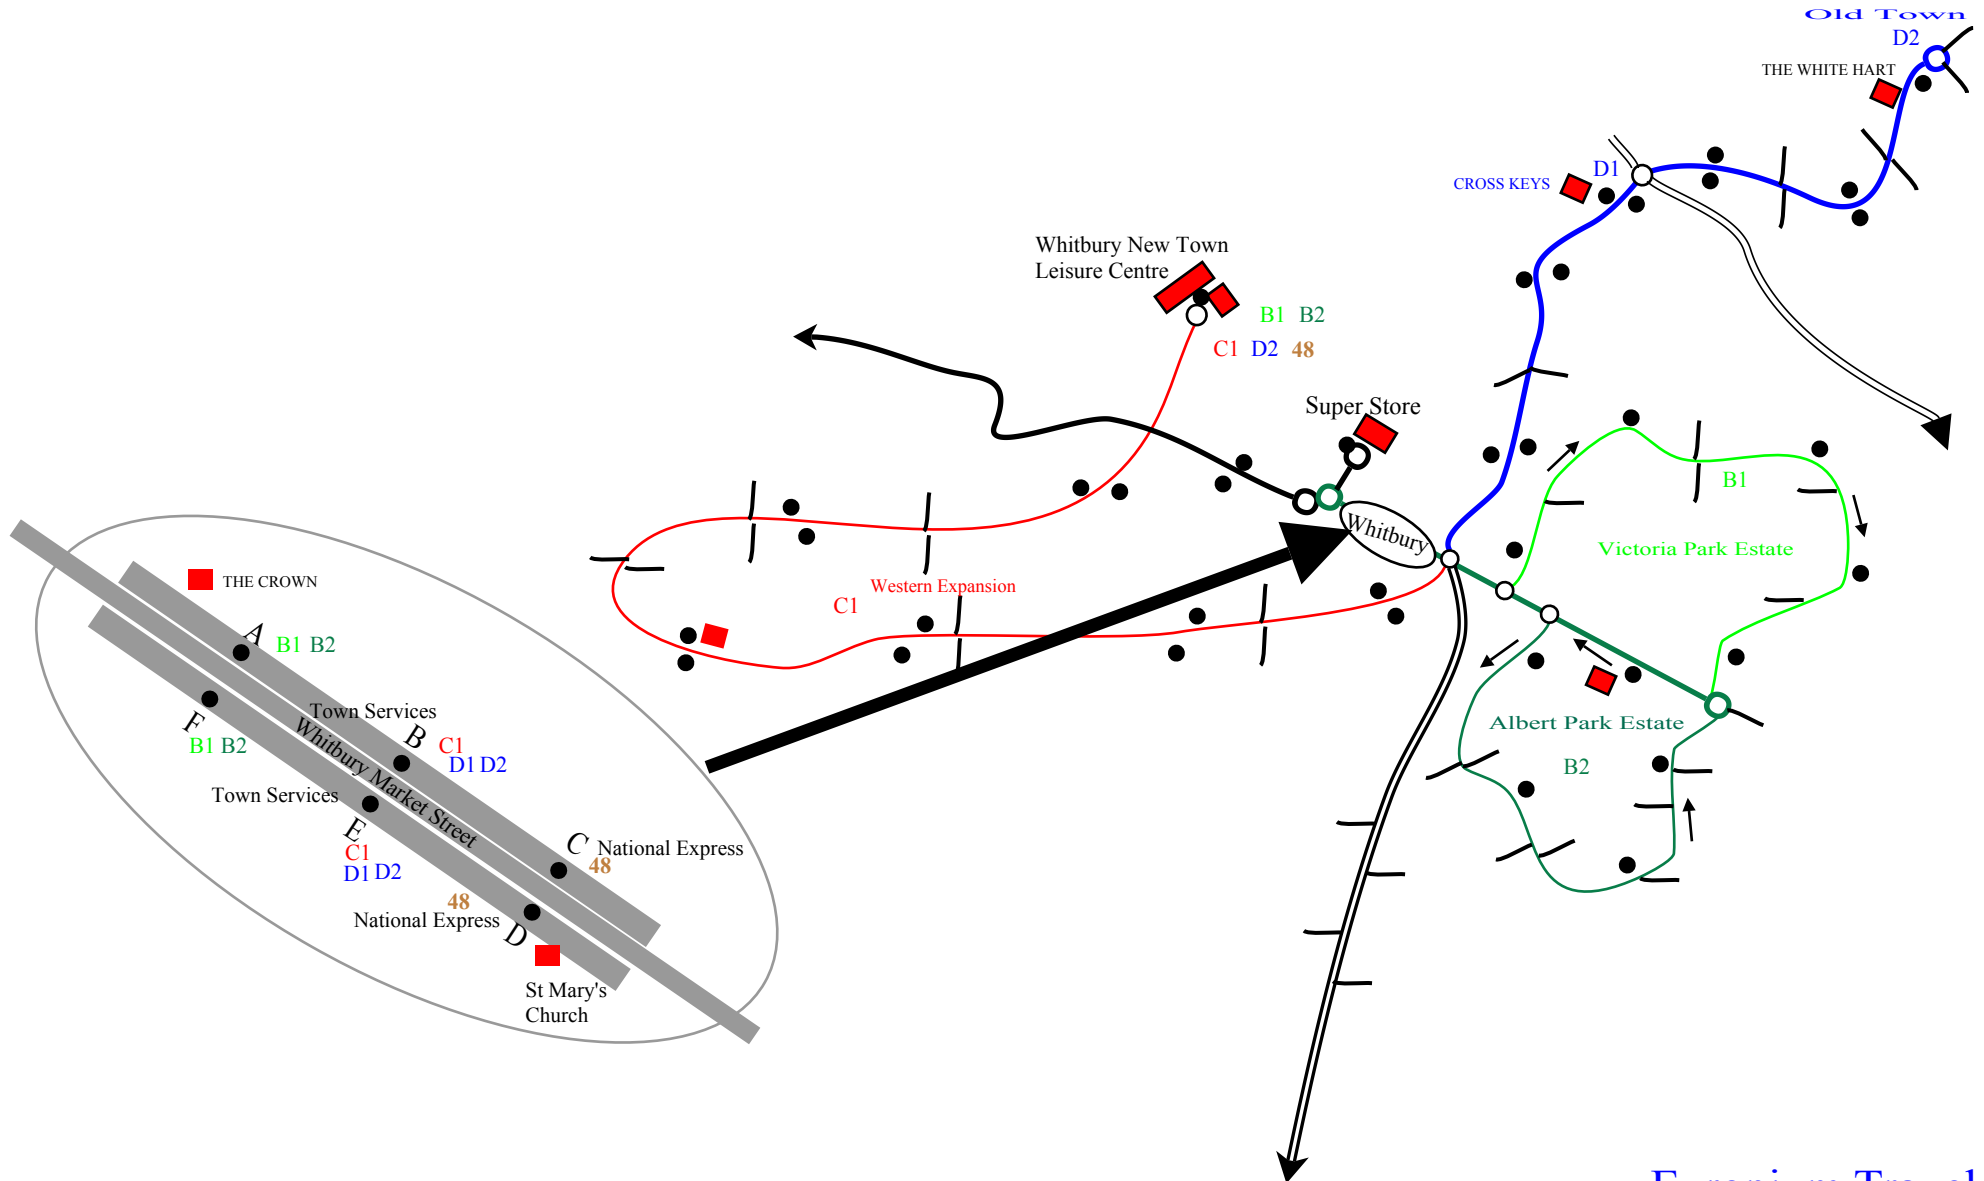 Old Town
D2
THE WHITE HART
D1
CROSS KEYS
Whitbury New Town
Leisure Centre
B1 B2
C1 D2 48
Super Store
B1
Whitbury
Victoria Park Estate
Western Expansion
C1
THE CROWN
A
B1 B2
Town Services
F
B1 B2
B
C1
D1 D2
Whitbury Market Street
Albert Park Estate
B2
Town Services
E
C1
D1 D2
C
National Express
48
48
National Express
D
St Mary's
Church